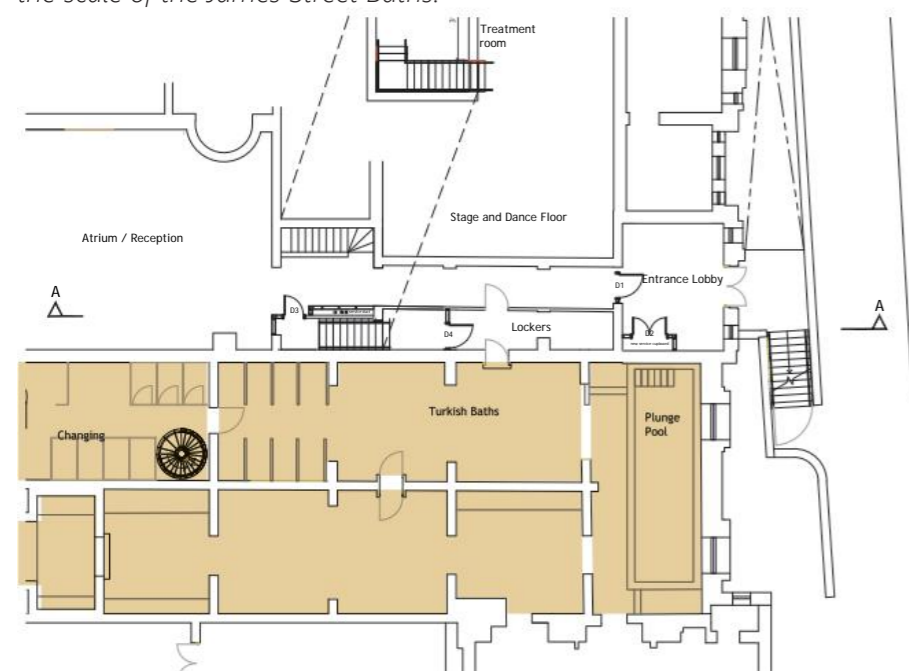 the scale of the James Street Baths.
Treatment
room
Stage and Dance Floor
Atrium / Reception
Entrance Lobby
D1
A
A
D3
Lockers
D4
D2
Turkish Baths
Plunge
Pool
Changing